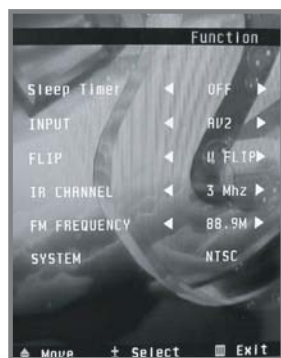 Function
Sleep Timer ◀ OFF ▶
INPUT ◀ AV2 ▶
FLIP ◀ V FLIP▶
IR CHANNEL ◀ 3 Mhz ▶
FM FREQUENCY ◀ 88.9M ▶
SYSTEM NTSC
Move ± Select Exit